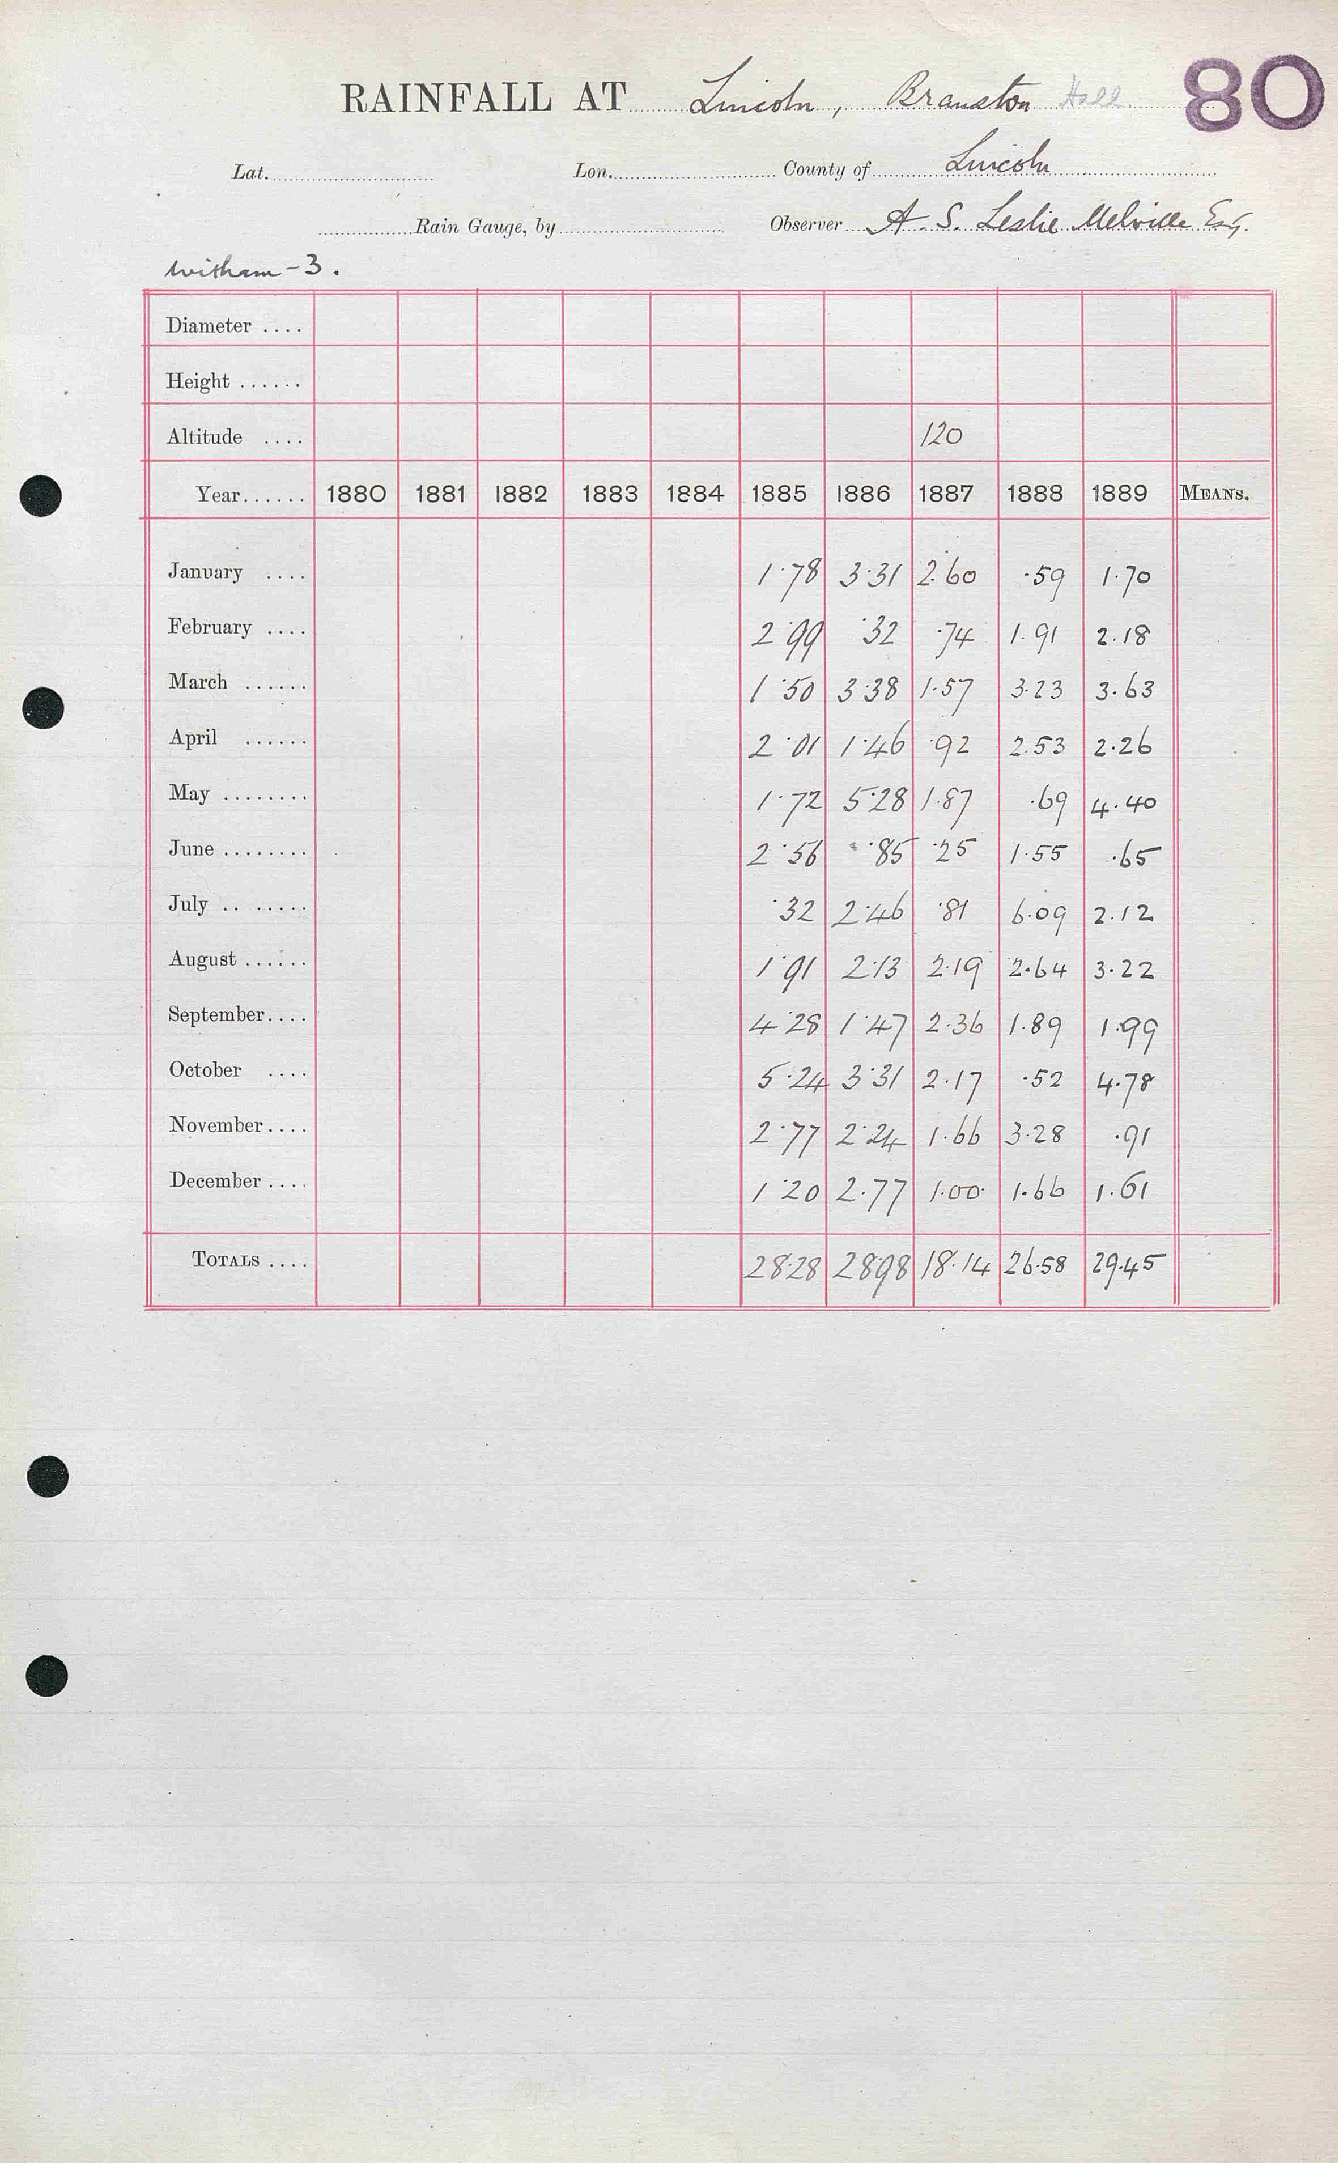 80
RAINFALL AT Lincoln, Branston Hall
Lat. Lon. County of Lincoln
Rain Gauge, by Observer A. S. Leslie Melville Esq.
Witham - 3.
Diameter ....
Height ......
Altitude .... 120
Year...... 1880 1881 1882 1883 1884 1885 1886 1887 1888 1889 MEANS.
January .... 1.78 3.31 2.60 .59 1.70
February .... 2.99 .32 .74 1.91 2.18
March ...... 1.50 3.38 1.57 3.23 3.63
April ...... 2.01 1.46 .92 2.53 2.26
May ........ 1.72 5.28 1.87 .69 4.40
June ........ 2.56 .85 .25 1.55 .65
July .. ...... .32 2.46 .81 6.09 2.12
August ...... 1.91 2.13 2.19 2.64 3.22
September.... 4.28 1.47 2.36 1.89 1.99
October .... 5.24 3.31 2.17 .52 4.78
November.... 2.77 2.24 1.66 3.28 .91
December .... 1.20 2.77 1.00 1.66 1.61
TOTALS .... 28.28 28.98 18.14 26.58 29.45